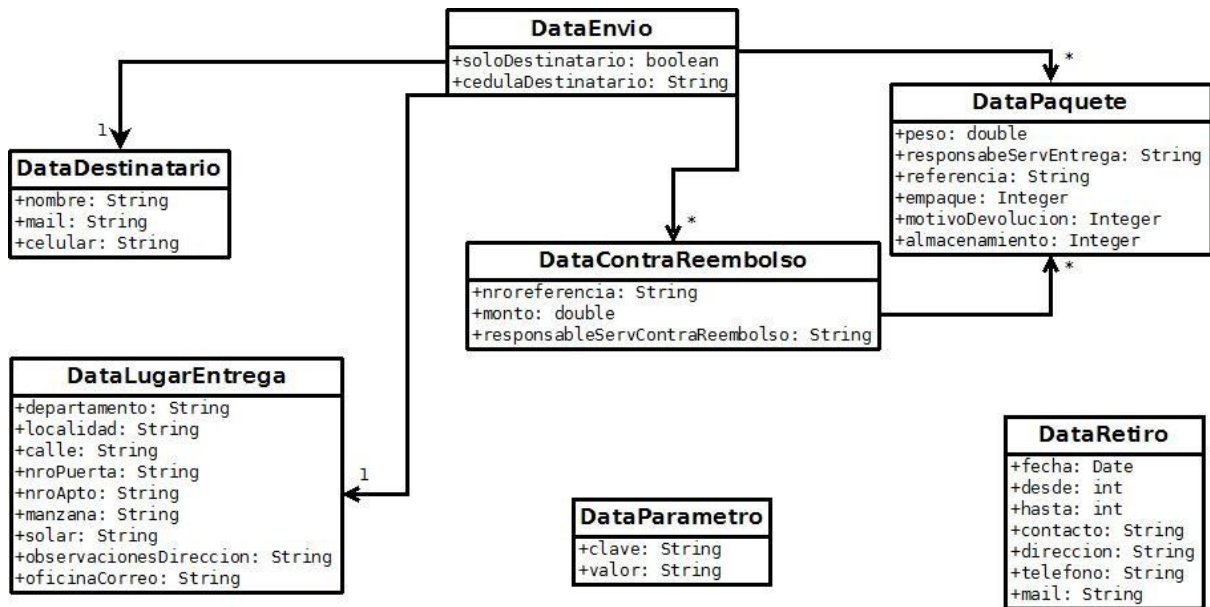 DataEnvio
+soloDestinatario: boolean
+cedulaDestinatario: String
*
DataPaquete
+peso: double
+responsabeServEntrega: String
+referencia: String
+empaque: Integer
+motivoDevolucion: Integer
+almacenamiento: Integer
*
1
DataDestinatario
+nombre: String
+mail: String
+celular: String
*
DataContraReembolso
+nroreferencia: String
+monto: double
+responsableServContraReembolso: String
DataLugarEntrega
+departamento: String
+localidad: String
+calle: String
+nroPuerta: String
+nroApto: String
+manzana: String
+solar: String
+observacionesDireccion: String
+oficinaCorreo: String
1
DataParametro
+clave: String
+valor: String
DataRetiro
+fecha: Date
+desde: int
+hasta: int
+contacto: String
+direccion: String
+telefono: String
+mail: String